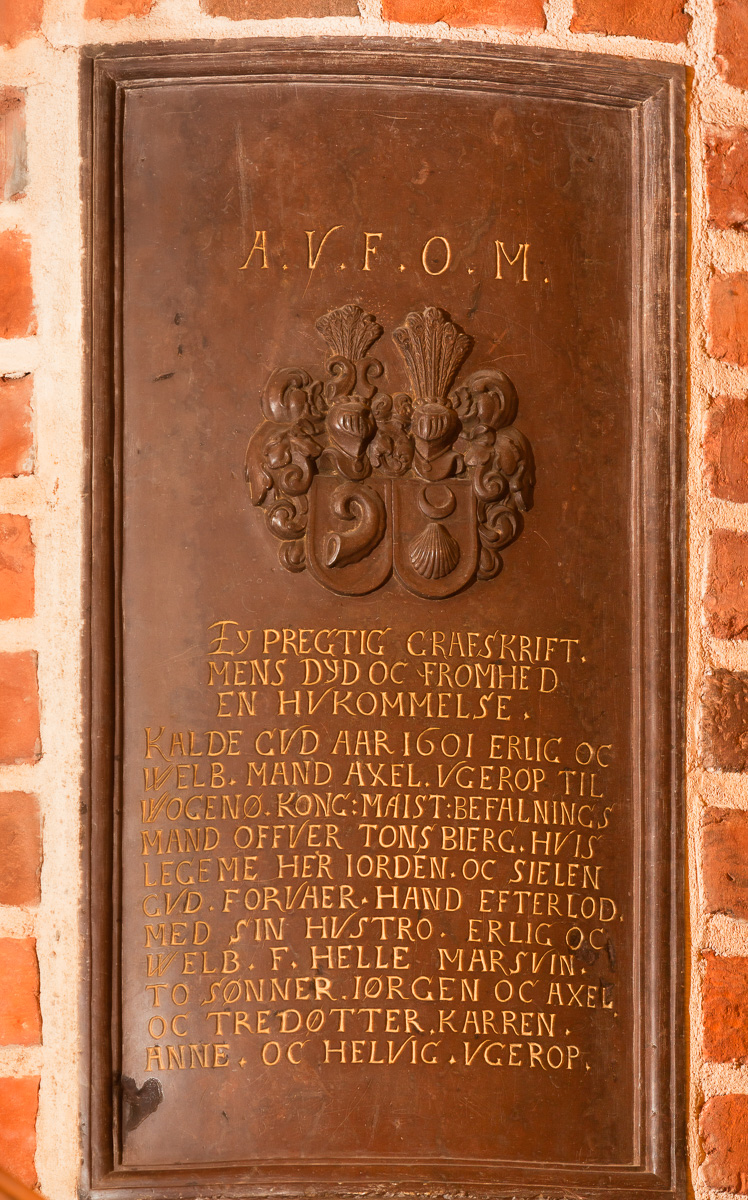 A . V . F . O . M .
EY PREGTIG GRAFSKRIFT.
MENS DYD OC FROMHED
EN HVKOMMELSE .
KALDE GVD AAR 1601 ERLIG OC
WELB. MAND AXEL . VGEROP TIL
WOGENØ . KONG: MAIST: BEFALNINGS
MAND OFFVER TØNSBIERG. HVIS
LEGEME HER IORDEN. OC SIELEN
GVD . FORVAER . HAND EFTERLOD.
MED SIN HVSTRO. ERLIG OC
WELB. F. HELLE MARSVIN.
TO SØNNER . IØRGEN OC AXEL.
OC TREDØTTER . KARREN .
ANNE . OC HELVIG . VGEROP.